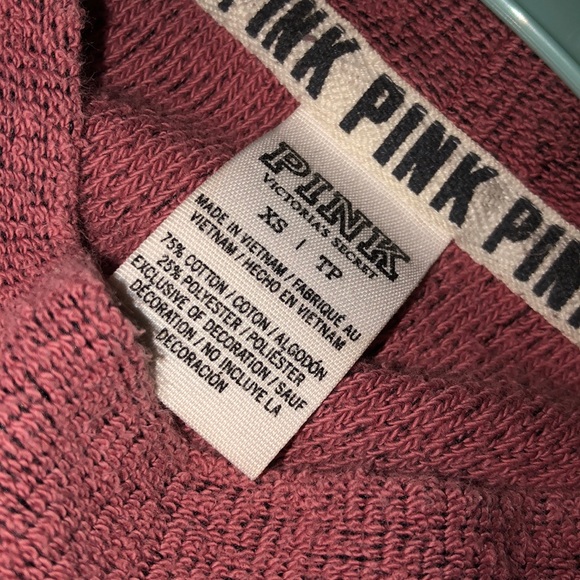 PINK PINK PINK
PINK
VICTORIA'S SECRET
XS / TP
MADE IN VIETNAM / FABRIQUÉ AU
VIETNAM / HECHO EN VIETNAM
75% COTTON / COTON / ALGODÓN
25% POLYESTER / POLIÉSTER
EXCLUSIVE OF DECORATION / SAUF
DÉCORATION / NO INCLUYE LA
DECORACIÓN